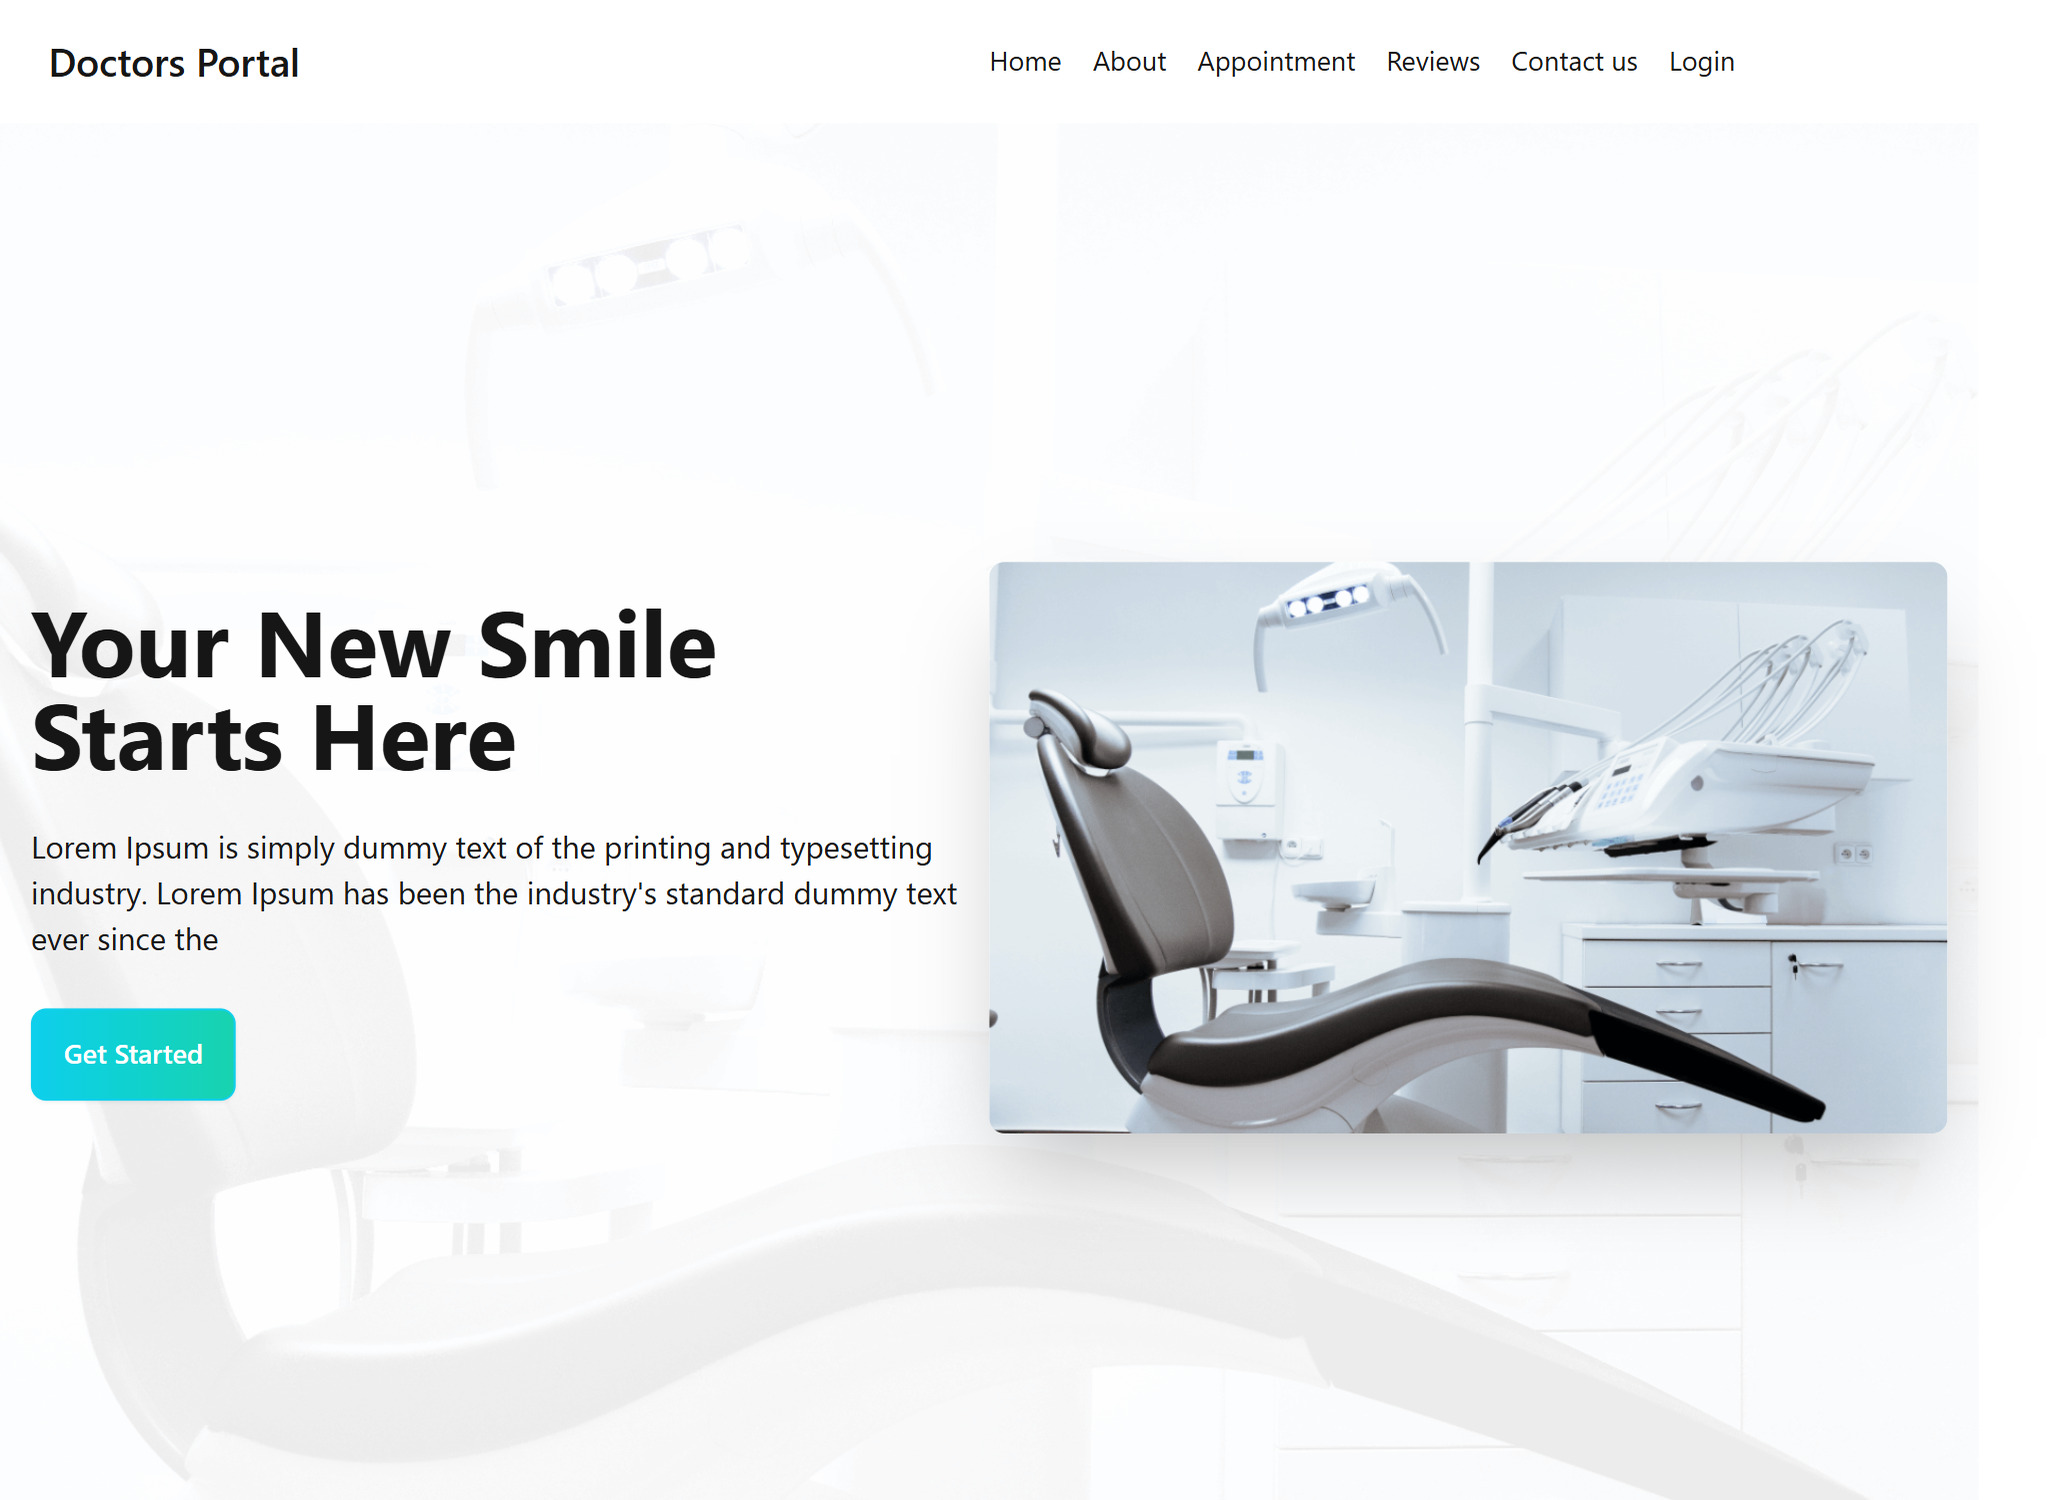 Doctors Portal
Home About Appointment Reviews Contact us Login
Your New Smile
Starts Here
Lorem Ipsum is simply dummy text of the printing and typesetting
industry. Lorem Ipsum has been the industry's standard dummy text
ever since the
Get Started